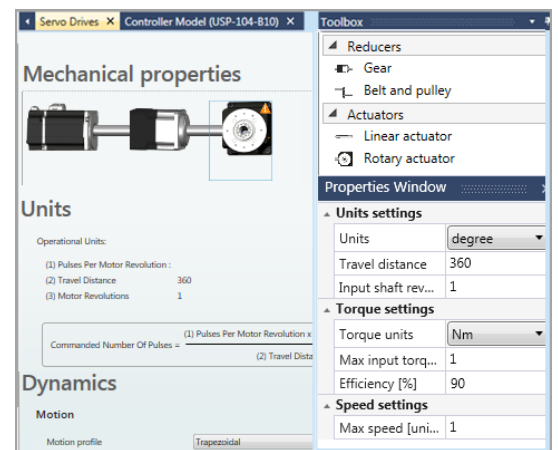 Servo Drives
Controller Model (USP-104-B10)
Mechanical properties
Units
Operational Units:
(1) Pulses Per Motor Revolution :
(2) Travel Distance 360
(3) Motor Revolutions 1
(1) Pulses Per Motor Revolution x
Commanded Number Of Pulses =
(2) Travel Dista
Dynamics
Motion
Motion profile Trapezoidal
Toolbox
Reducers
Gear
Belt and pulley
Actuators
Linear actuator
Rotary actuator
Properties Window
Units settings
Units degree
Travel distance 360
Input shaft rev... 1
Torque settings
Torque units Nm
Max input torq... 1
Efficiency [%] 90
Speed settings
Max speed [uni... 1